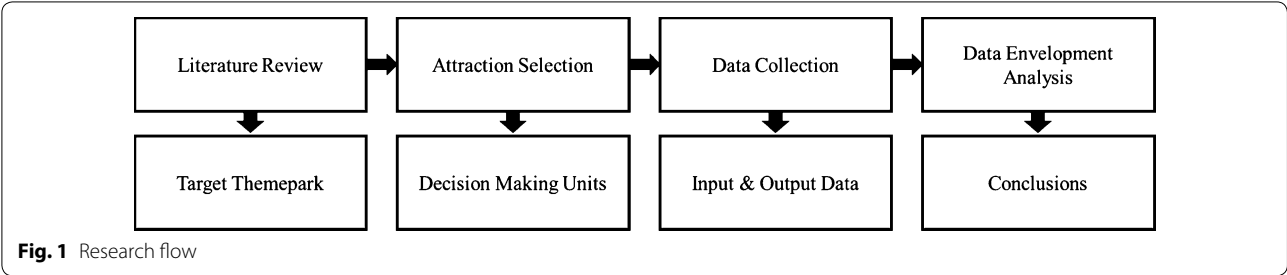 Literature Review
Attraction Selection
Data Collection
Data Envelopment
Analysis
Target Themepark
Decision Making Units
Input & Output Data
Conclusions
Fig. 1 Research flow